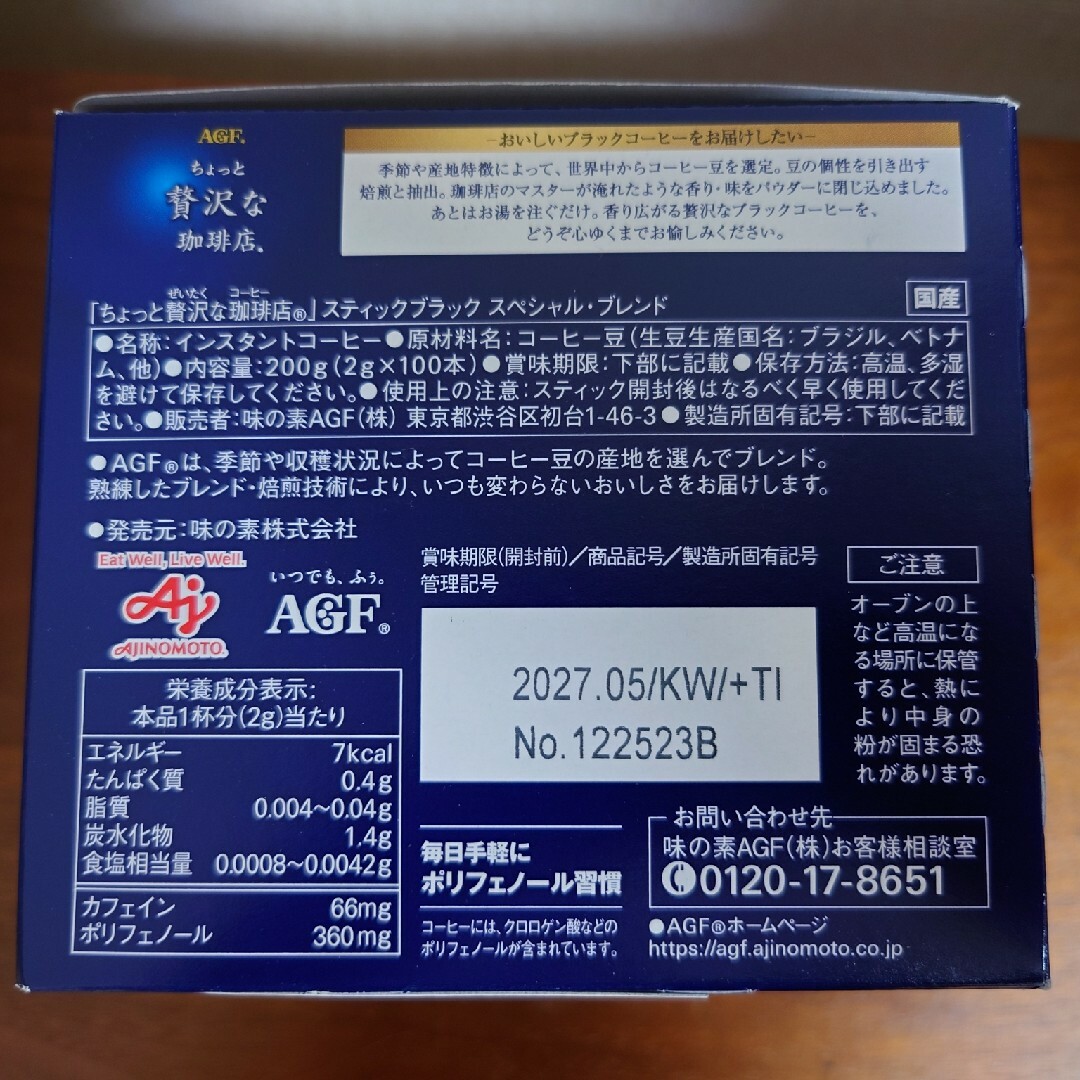 AGF®
ちょっと
贅沢な
珈琲店、
−おいしいブラックコーヒーをお届けしたい−
季節や産地特徴によって、世界中からコーヒー豆を選定。豆の個性を引き出す
焙煎と抽出。珈琲店のマスターが淹れたような香り・味をパウダーに閉じ込めました。
あとはお湯を注ぐだけ。香り広がる贅沢なブラックコーヒーを、
どうぞ心ゆくまでお愉しみください。
ぜいたく コーヒー
「ちょっと贅沢な珈琲店®」スティックブラック スペシャル・ブレンド
国産
●名称:インスタントコーヒー●原材料名:コーヒー豆(生豆生産国名:ブラジル、ベトナ
ム、他)●内容量:200g(2g×100本)●賞味期限:下部に記載●保存方法:高温、多湿
を避けて保存してください。●使用上の注意:スティック開封後はなるべく早く使用してくだ
さい。●販売者:味の素AGF(株) 東京都渋谷区初台1-46-3●製造所固有記号:下部に記載
●AGF®は、季節や収穫状況によってコーヒー豆の産地を選んでブレンド。
熟練したブレンド・焙煎技術により、いつも変わらないおいしさをお届けします。
●発売元:味の素株式会社
Eat Well, Live Well.
Aj
AJINOMOTO®
いつでも、ふぅ。
AGF®
賞味期限(開封前)/商品記号/製造所固有記号
管理記号
2027.05/KW/+TI
No.122523B
ご注意
オーブンの上
など高温にな
る場所に保管
すると、熱に
より中身の
粉が固まる恐
れがあります。
栄養成分表示:
本品1杯分(2g)当たり
エネルギー 7kcal
たんぱく質 0.4g
脂質 0.004~0.04g
炭水化物 1.4g
食塩相当量 0.0008~0.0042g
カフェイン 66mg
ポリフェノール 360mg
毎日手軽に
ポリフェノール習慣
コーヒーには、クロロゲン酸などの
ポリフェノールが含まれています。
お問い合わせ先
味の素AGF(株)お客様相談室
0120-17-8651
●AGF®ホームページ
https://agf.ajinomoto.co.jp